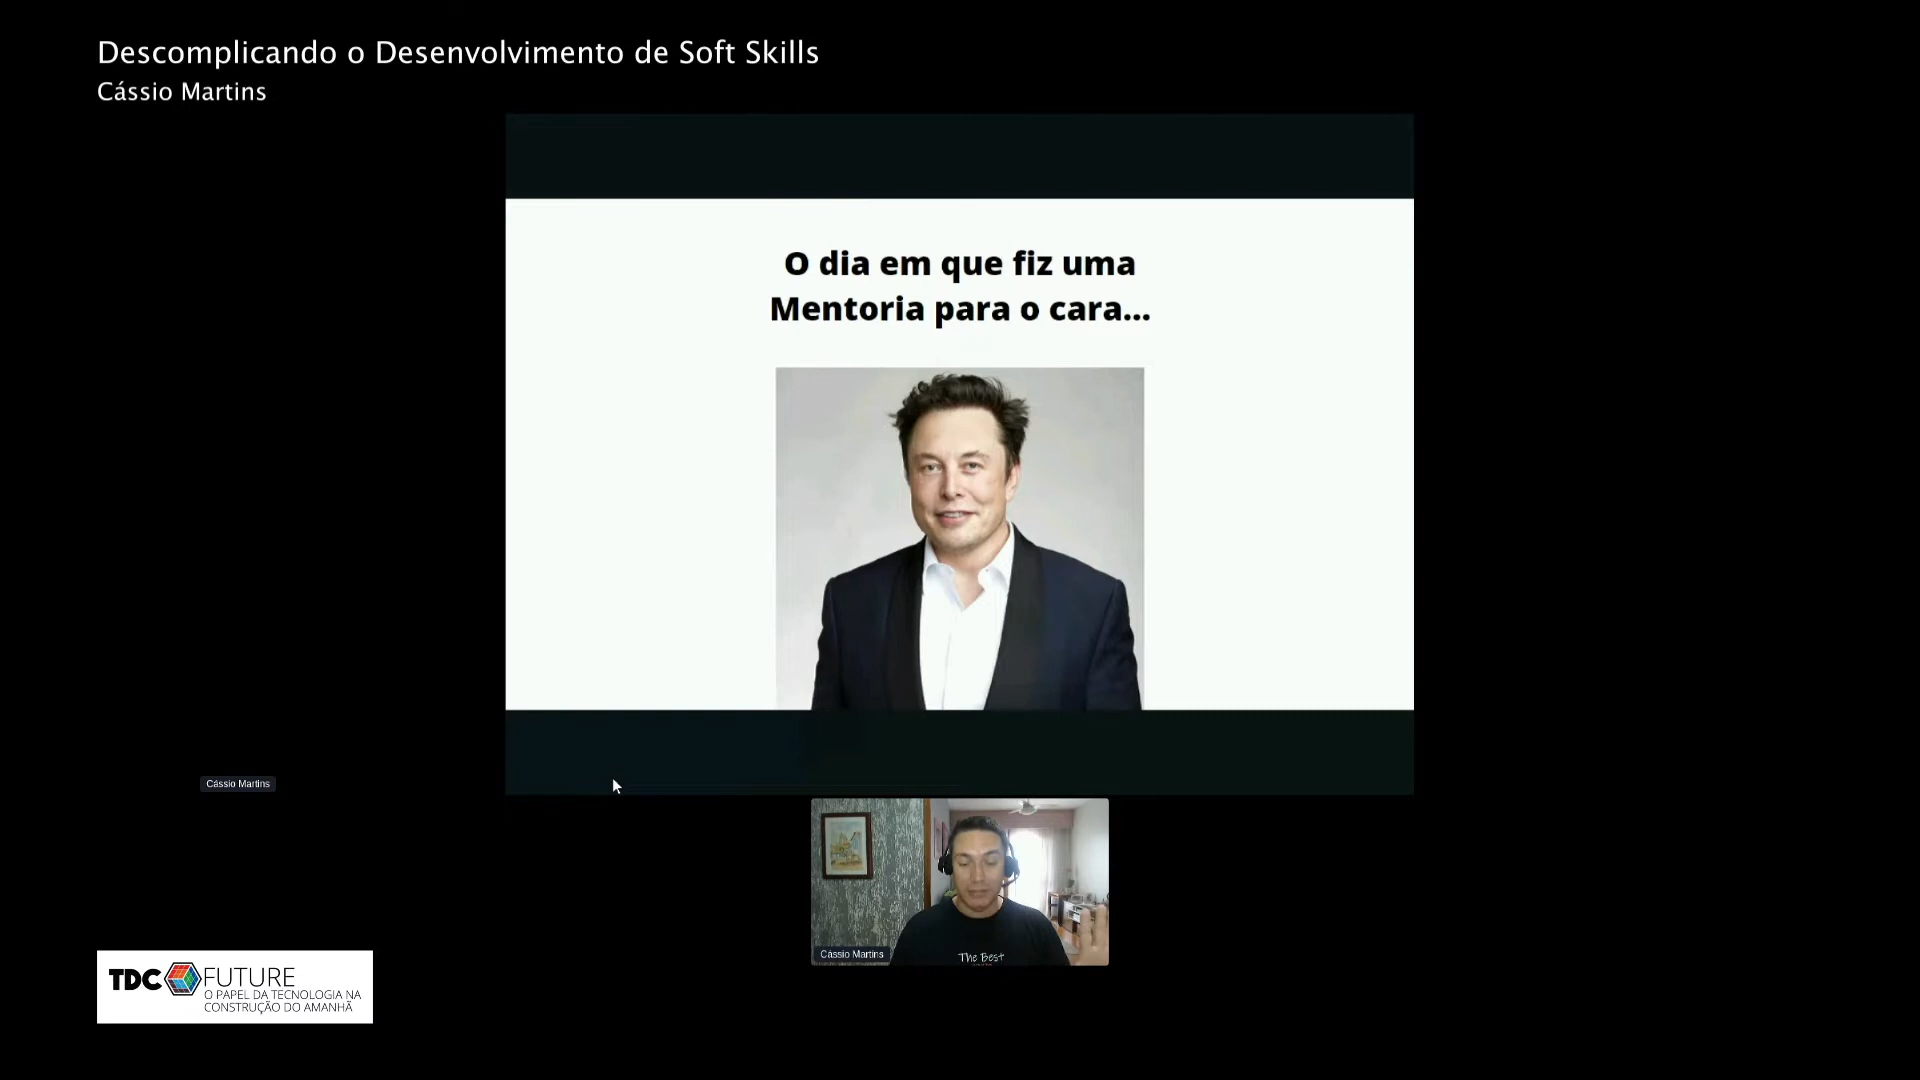 Descomplicando o Desenvolvimento de Soft Skills
Cássio Martins
O dia em que fiz uma
Mentoria para o cara...
Cássio Martins
Cássio Martins
The Best
TDC FUTURE
O PAPEL DA TECNOLOGIA NA
CONSTRUÇÃO DO AMANHÃ